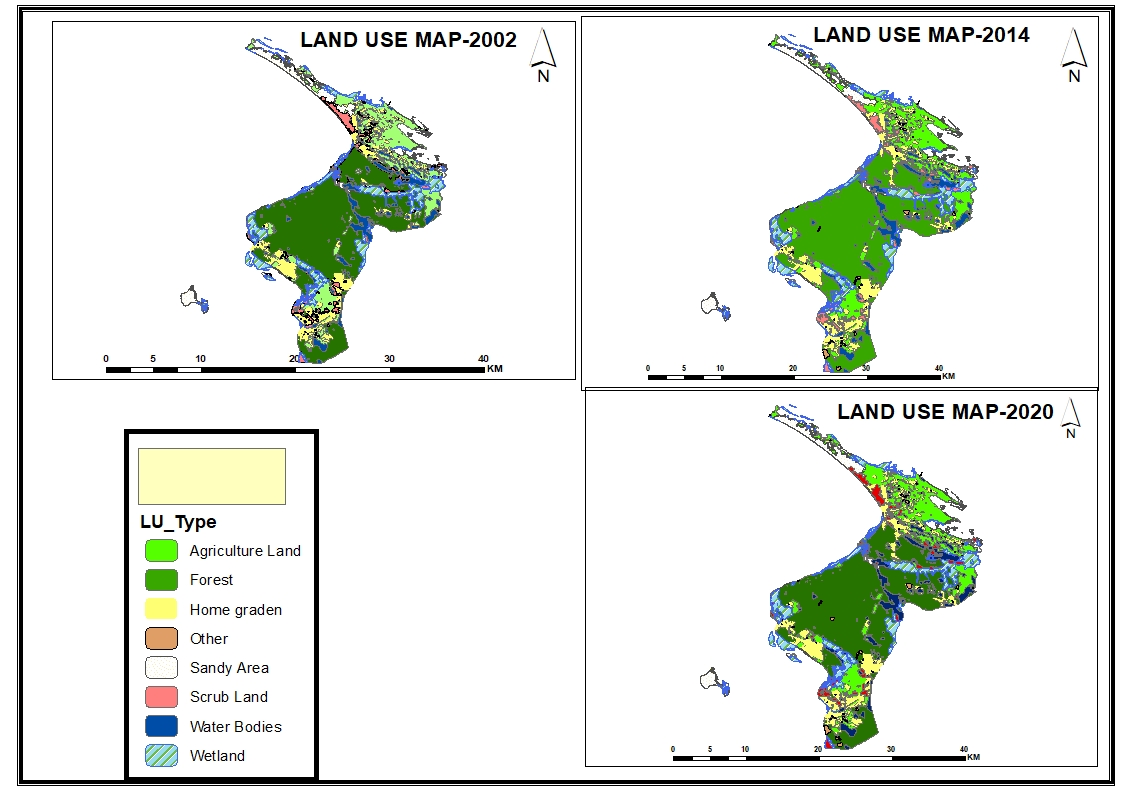 LAND USE MAP-2002
N
0 5 10 20 30 40
KM
LAND USE MAP-2014
N
0 5 10 20 30 40
KM
LAND USE MAP-2020
N
0 5 10 20 30 40
KM
LU_Type
Agriculture Land
Forest
Home graden
Other
Sandy Area
Scrub Land
Water Bodies
Wetland